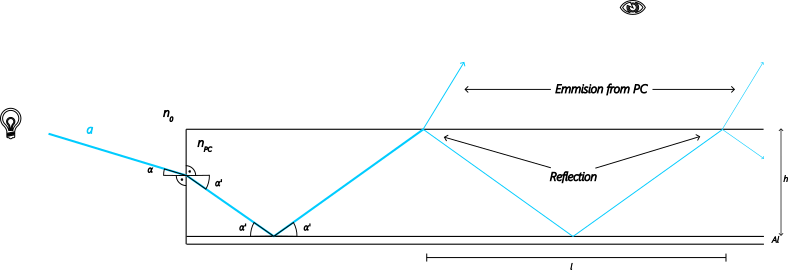 n0
a
nPC
Emmision from PC
α
α'
Reflection
h
α'
α'
Al
l